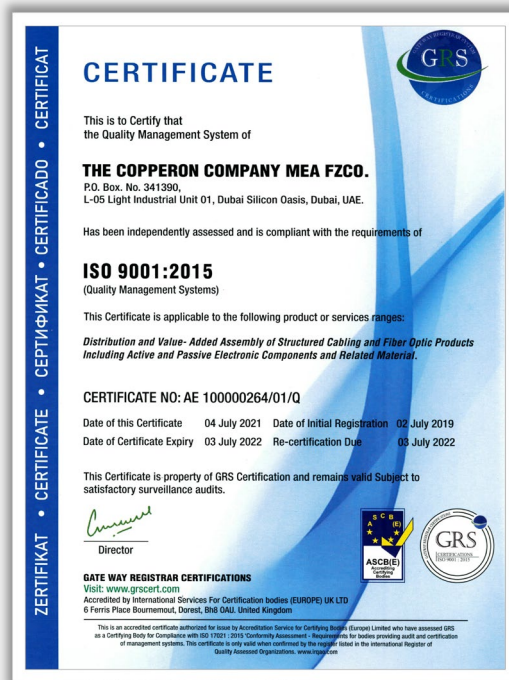 ZERTIFIKAT • CERTIFICATE • СЕРТИФИКАТ • CERTIFICADO • CERTIFICAT
GRS
CERTIFICATIONS
CERTIFICATE
This is to Certify that
the Quality Management System of
THE COPPERON COMPANY MEA FZCO.
P.O. Box. No. 341390,
L-05 Light Industrial Unit 01, Dubai Silicon Oasis, Dubai, UAE.
Has been independently assessed and is compliant with the requirements of
ISO 9001:2015
(Quality Management Systems)
This Certificate is applicable to the following product or services ranges:
Distribution and Value- Added Assembly of Structured Cabling and Fiber Optic Products
Including Active and Passive Electronic Components and Related Material.
CERTIFICATE NO: AE 100000264/01/Q
Date of this Certificate 04 July 2021 Date of Initial Registration 02 July 2019
Date of Certificate Expiry 03 July 2022 Re-certification Due 03 July 2022
This Certificate is property of GRS Certification and remains valid Subject to
satisfactory surveillance audits.
Director
A S C B (E)
ASCB(E)
Accrediting
Certifying
Bodies
GRS
CERTIFICATIONS
ISO 9001 : 2015
GATE WAY REGISTRAR CERTIFICATIONS
Visit: www.grscert.com
Accredited by International Services For Certification bodies (EUROPE) UK LTD
6 Ferris Place Bournemout, Dorest, Bh8 OAU. United Kingdom
This is an accredited certificate authorized for issue by Accreditation Service for Certifying Bodies (Europe) Limited who have assessed GRS
as a Certifying Body for Compliance with ISO 17021 : 2015 'Conformity Assessment - Requirements for bodies providing audit and certification
of management systems. This certificate is only valid when confirmed by the register listed in the international Register of
Quality Assessed Organizations. www.irqao.com